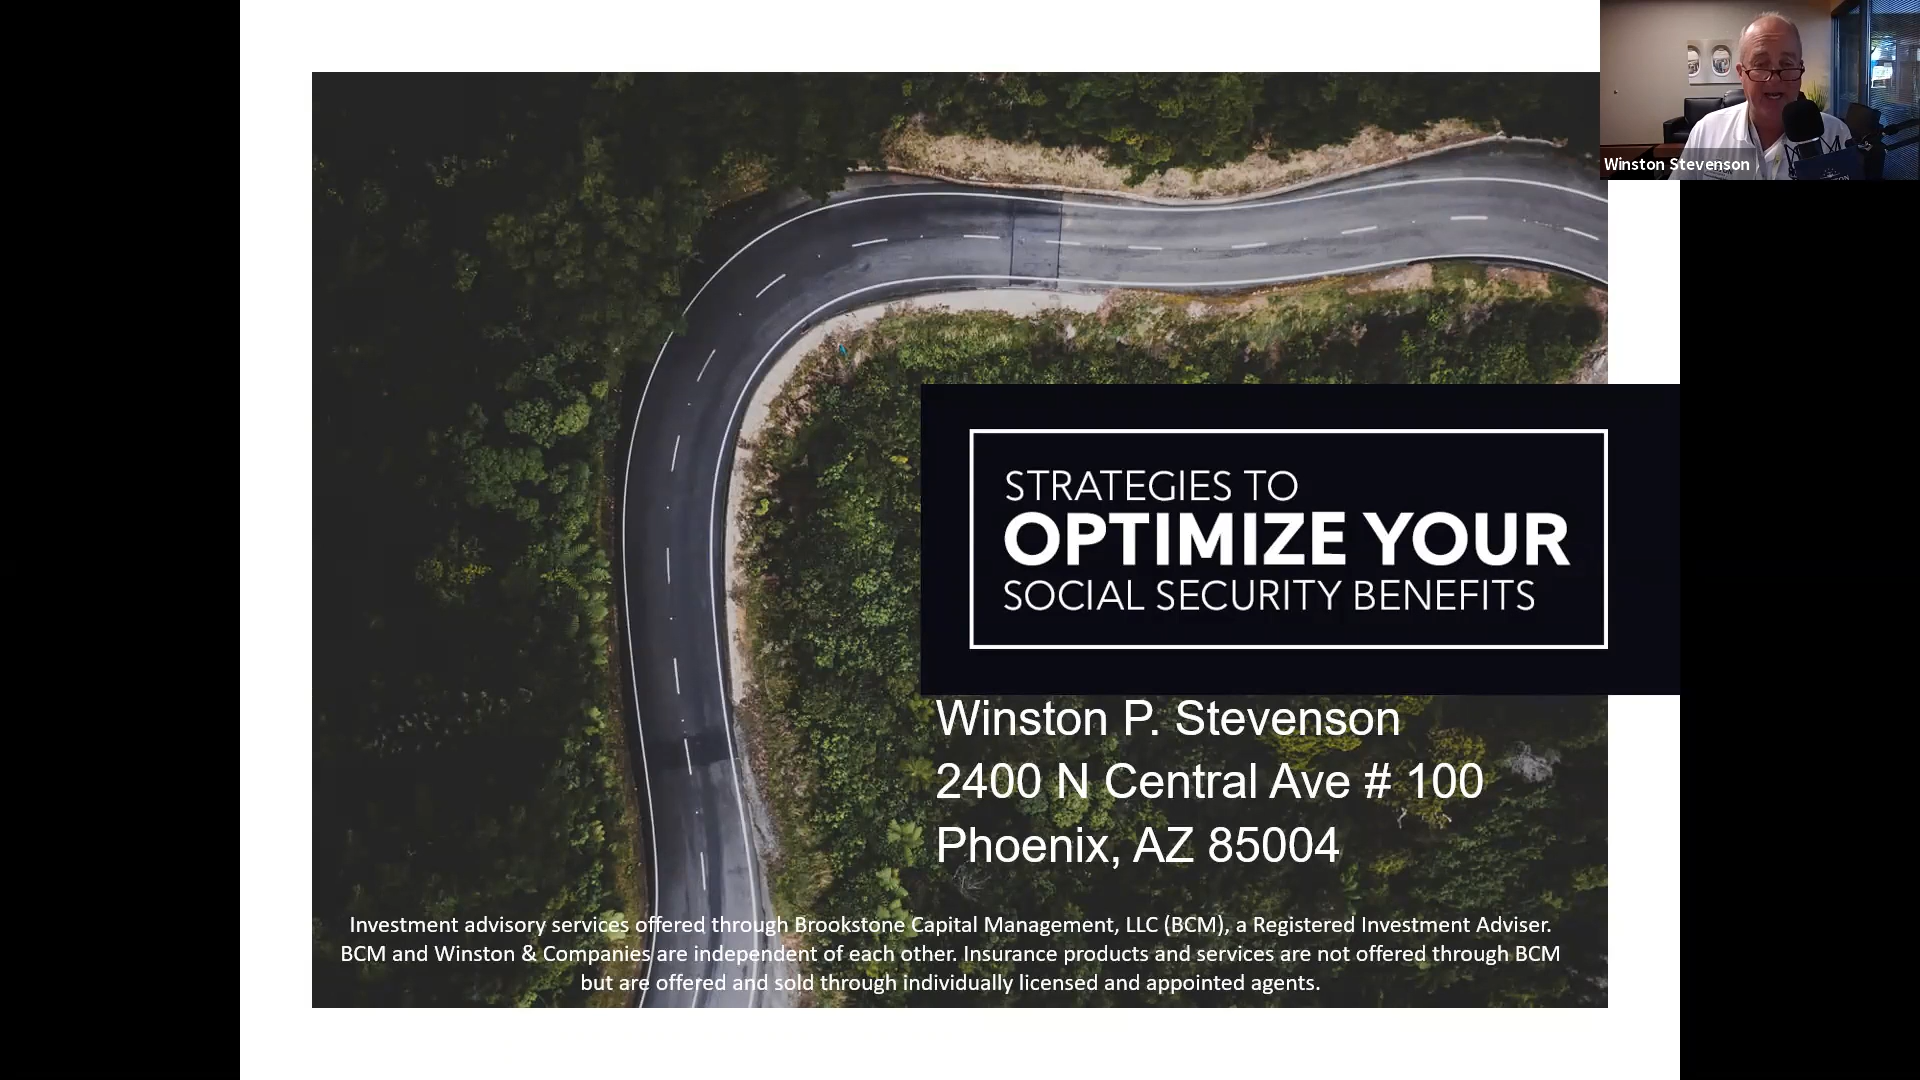 Winston Stevenson
STRATEGIES TO
OPTIMIZE YOUR
SOCIAL SECURITY BENEFITS
Winston P. Stevenson
2400 N Central Ave # 100
Phoenix, AZ 85004
Investment advisory services offered through Brookstone Capital Management, LLC (BCM), a Registered Investment Adviser.
BCM and Winston & Companies are independent of each other. Insurance products and services are not offered through BCM
but are offered and sold through individually licensed and appointed agents.